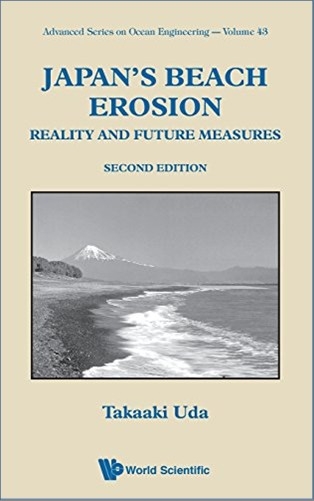 Advanced Series on Ocean Engineering — Volume 43
JAPAN'S BEACH
EROSION
REALITY AND FUTURE MEASURES
SECOND EDITION
Takaaki Uda
World Scientific